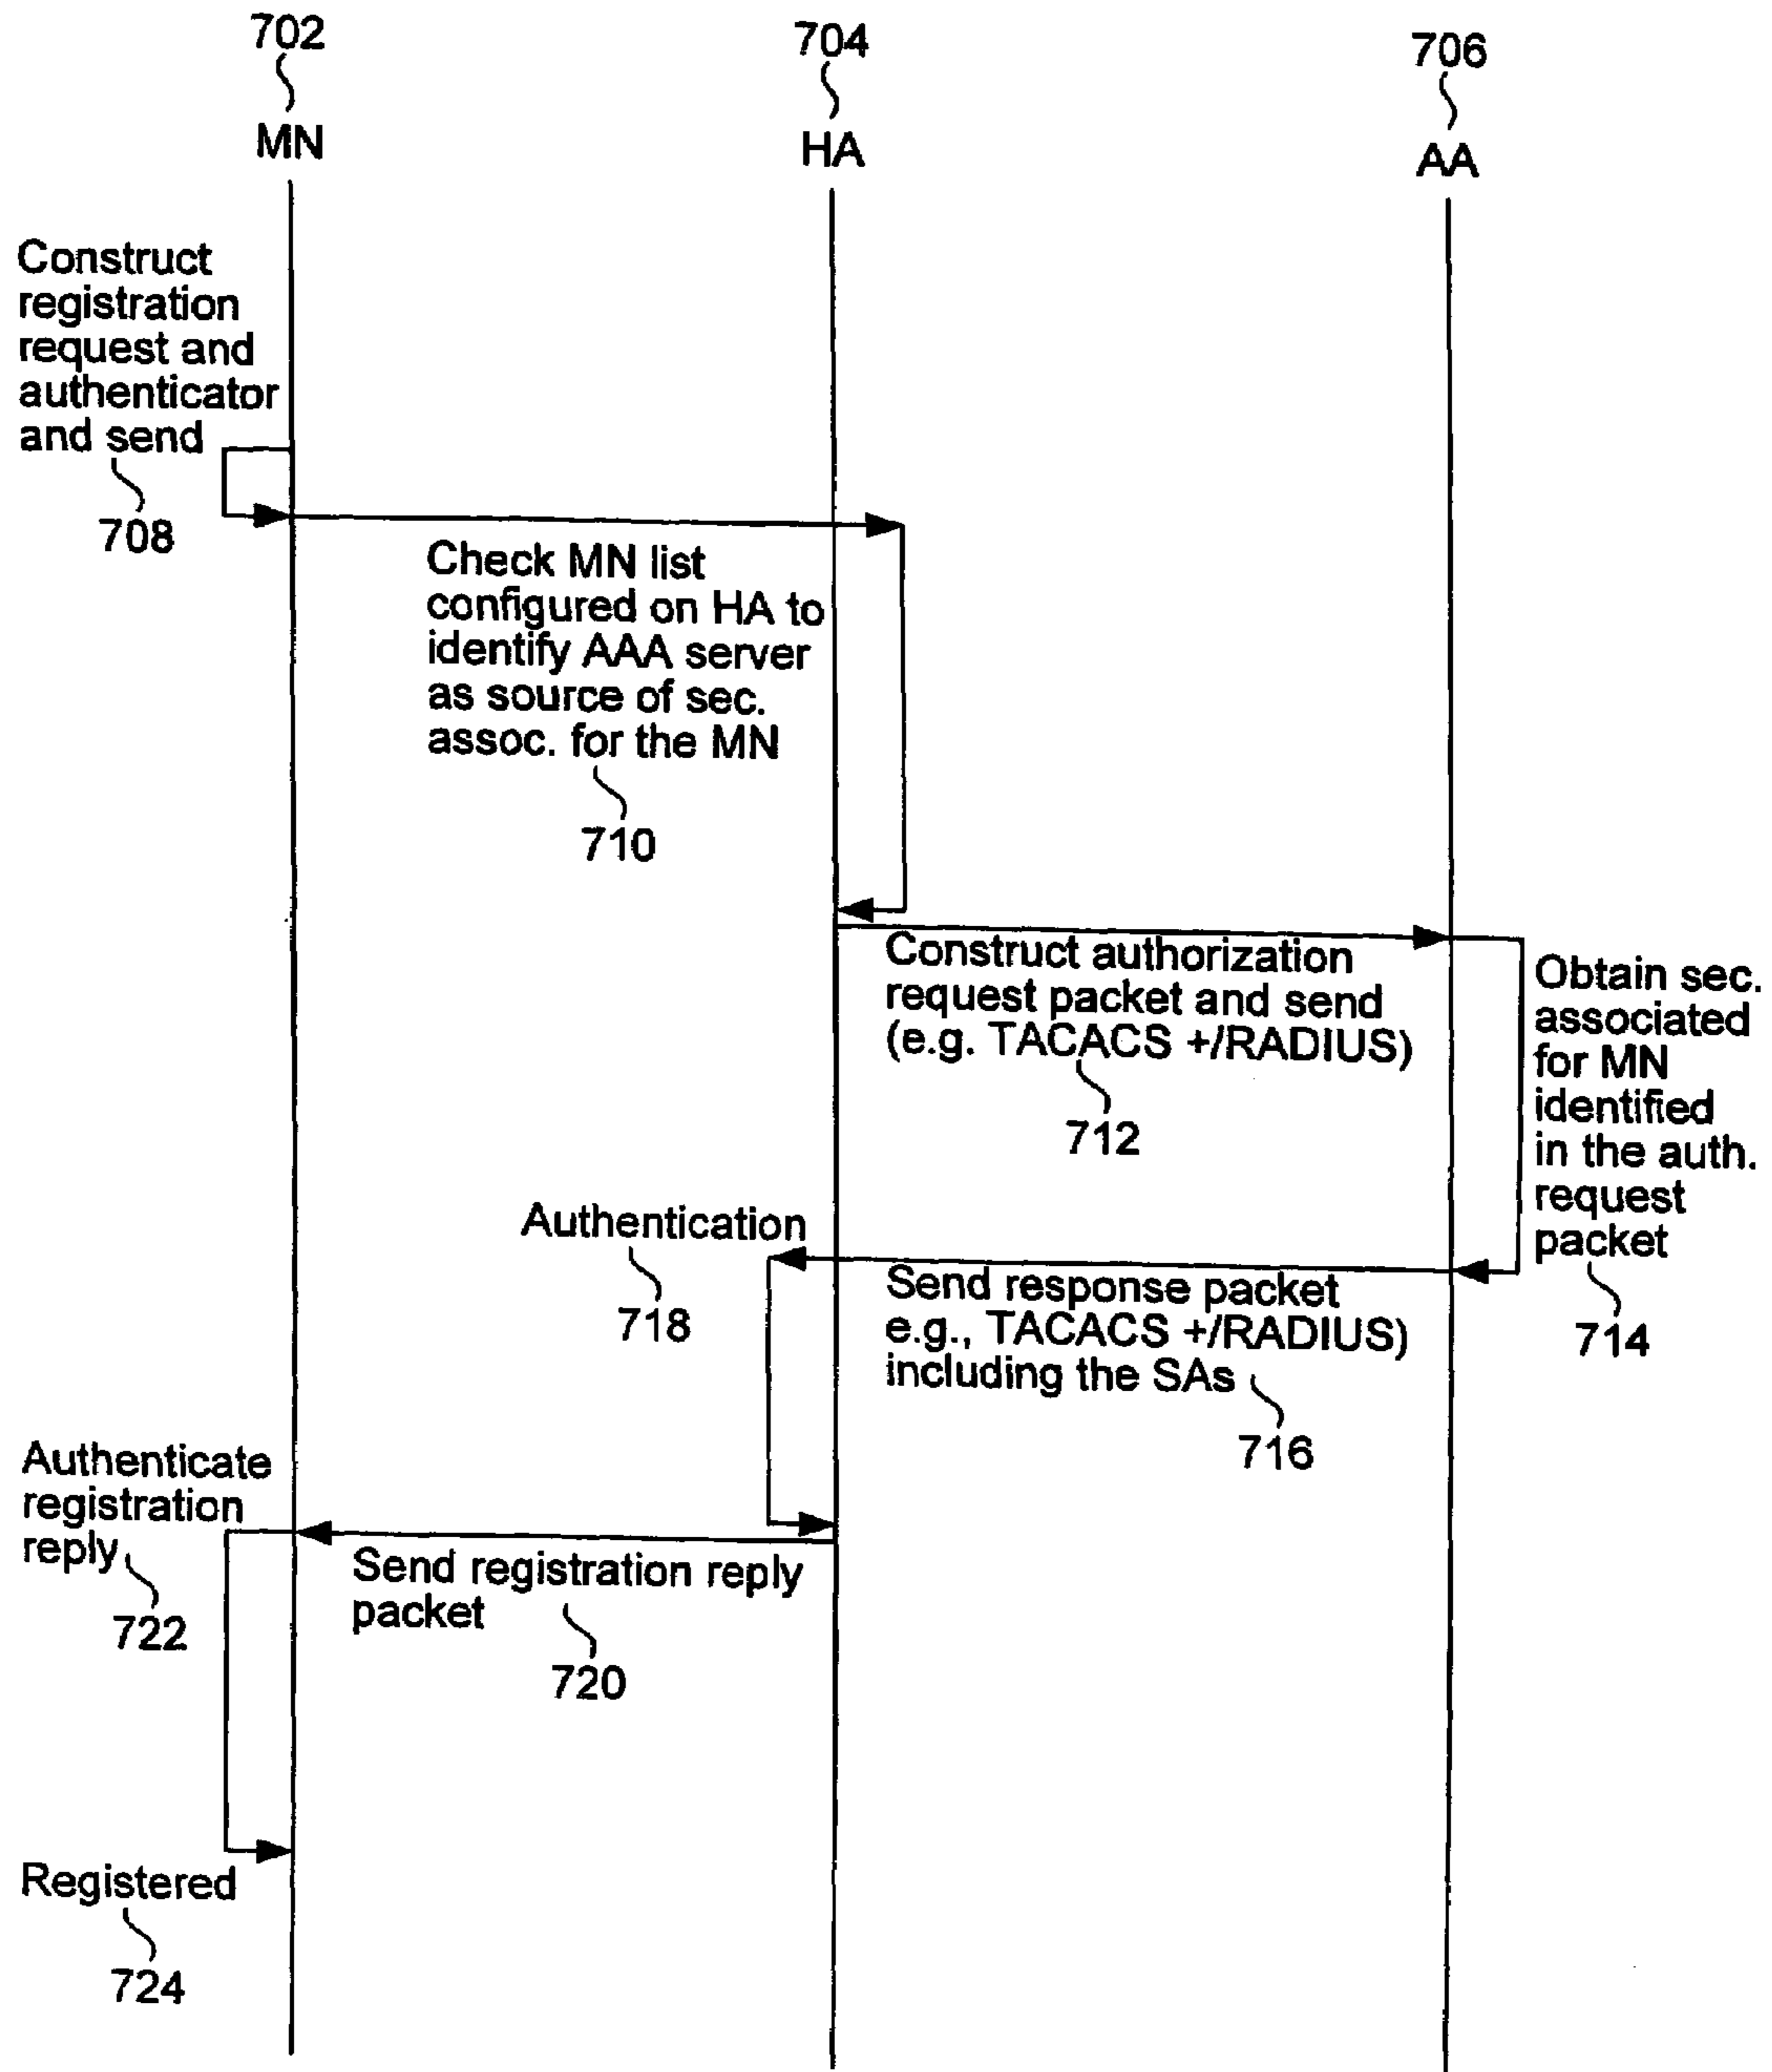 702
704
706
MN
HA
AA
Construct
registration
request and
authenticator
and send
708
Check MN list
configured on HA to
identify AAA server
as source of sec.
assoc. for the MN
710
Construct authorization
request packet and send
(e.g. TACACS +/RADIUS)
712
Obtain sec.
associated
for MN
identified
in the auth.
request
packet
714
Authentication
718
Send response packet
e.g., TACACS +/RADIUS)
including the SAs
716
Authenticate
registration
reply
722
Send registration reply
packet
720
Registered
724